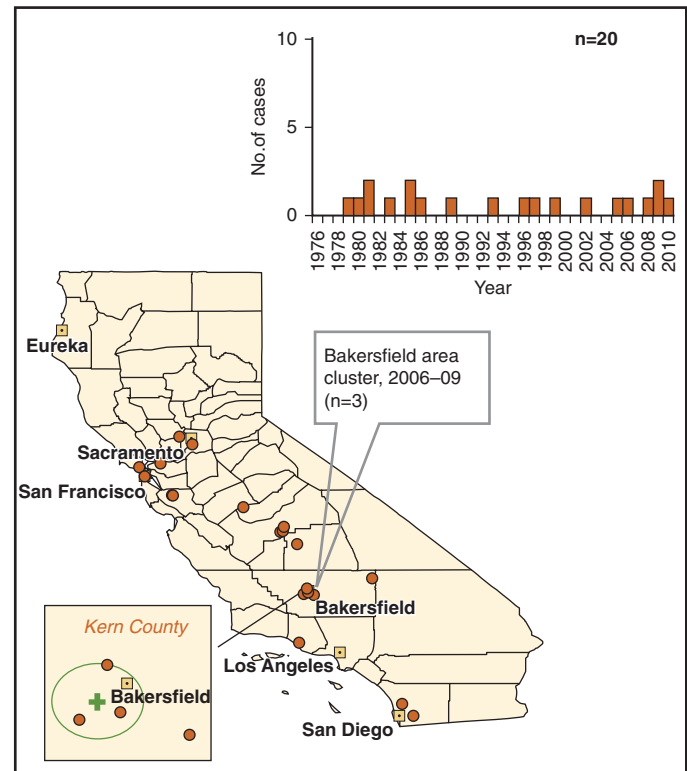 10
n=20
No.of cases
5
0
1976
1978
1980
1982
1984
1986
1988
1990
1992
1994
1996
1998
2000
2002
2004
2006
2008
2010
Year
Eureka
Bakersfield area
cluster, 2006–09
(n=3)
Sacramento
San Francisco
Bakersfield
Kern County
Los Angeles
Bakersfield
San Diego